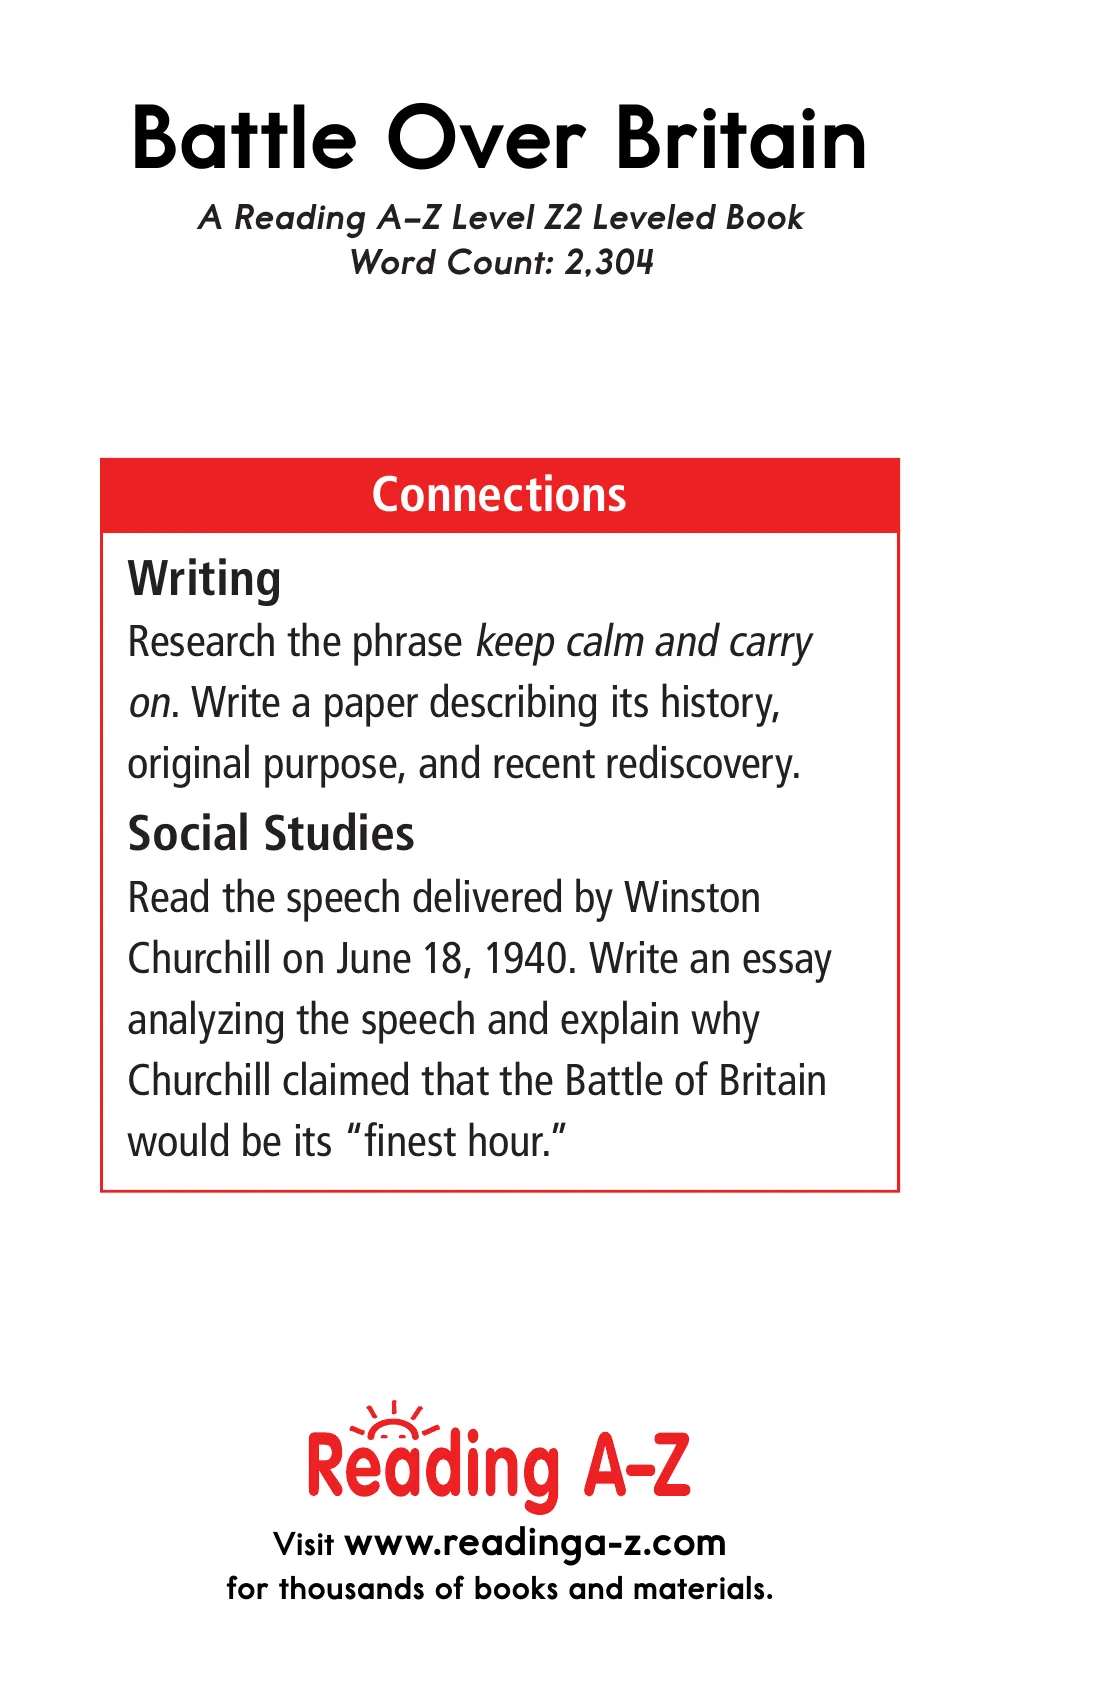 Battle Over Britain
A Reading A–Z Level Z2 Leveled Book
Word Count: 2,304
Connections
Writing
Research the phrase keep calm and carry
on. Write a paper describing its history,
original purpose, and recent rediscovery.
Social Studies
Read the speech delivered by Winston
Churchill on June 18, 1940. Write an essay
analyzing the speech and explain why
Churchill claimed that the Battle of Britain
would be its “finest hour.”
Reading A–Z
Visit www.readinga-z.com
for thousands of books and materials.